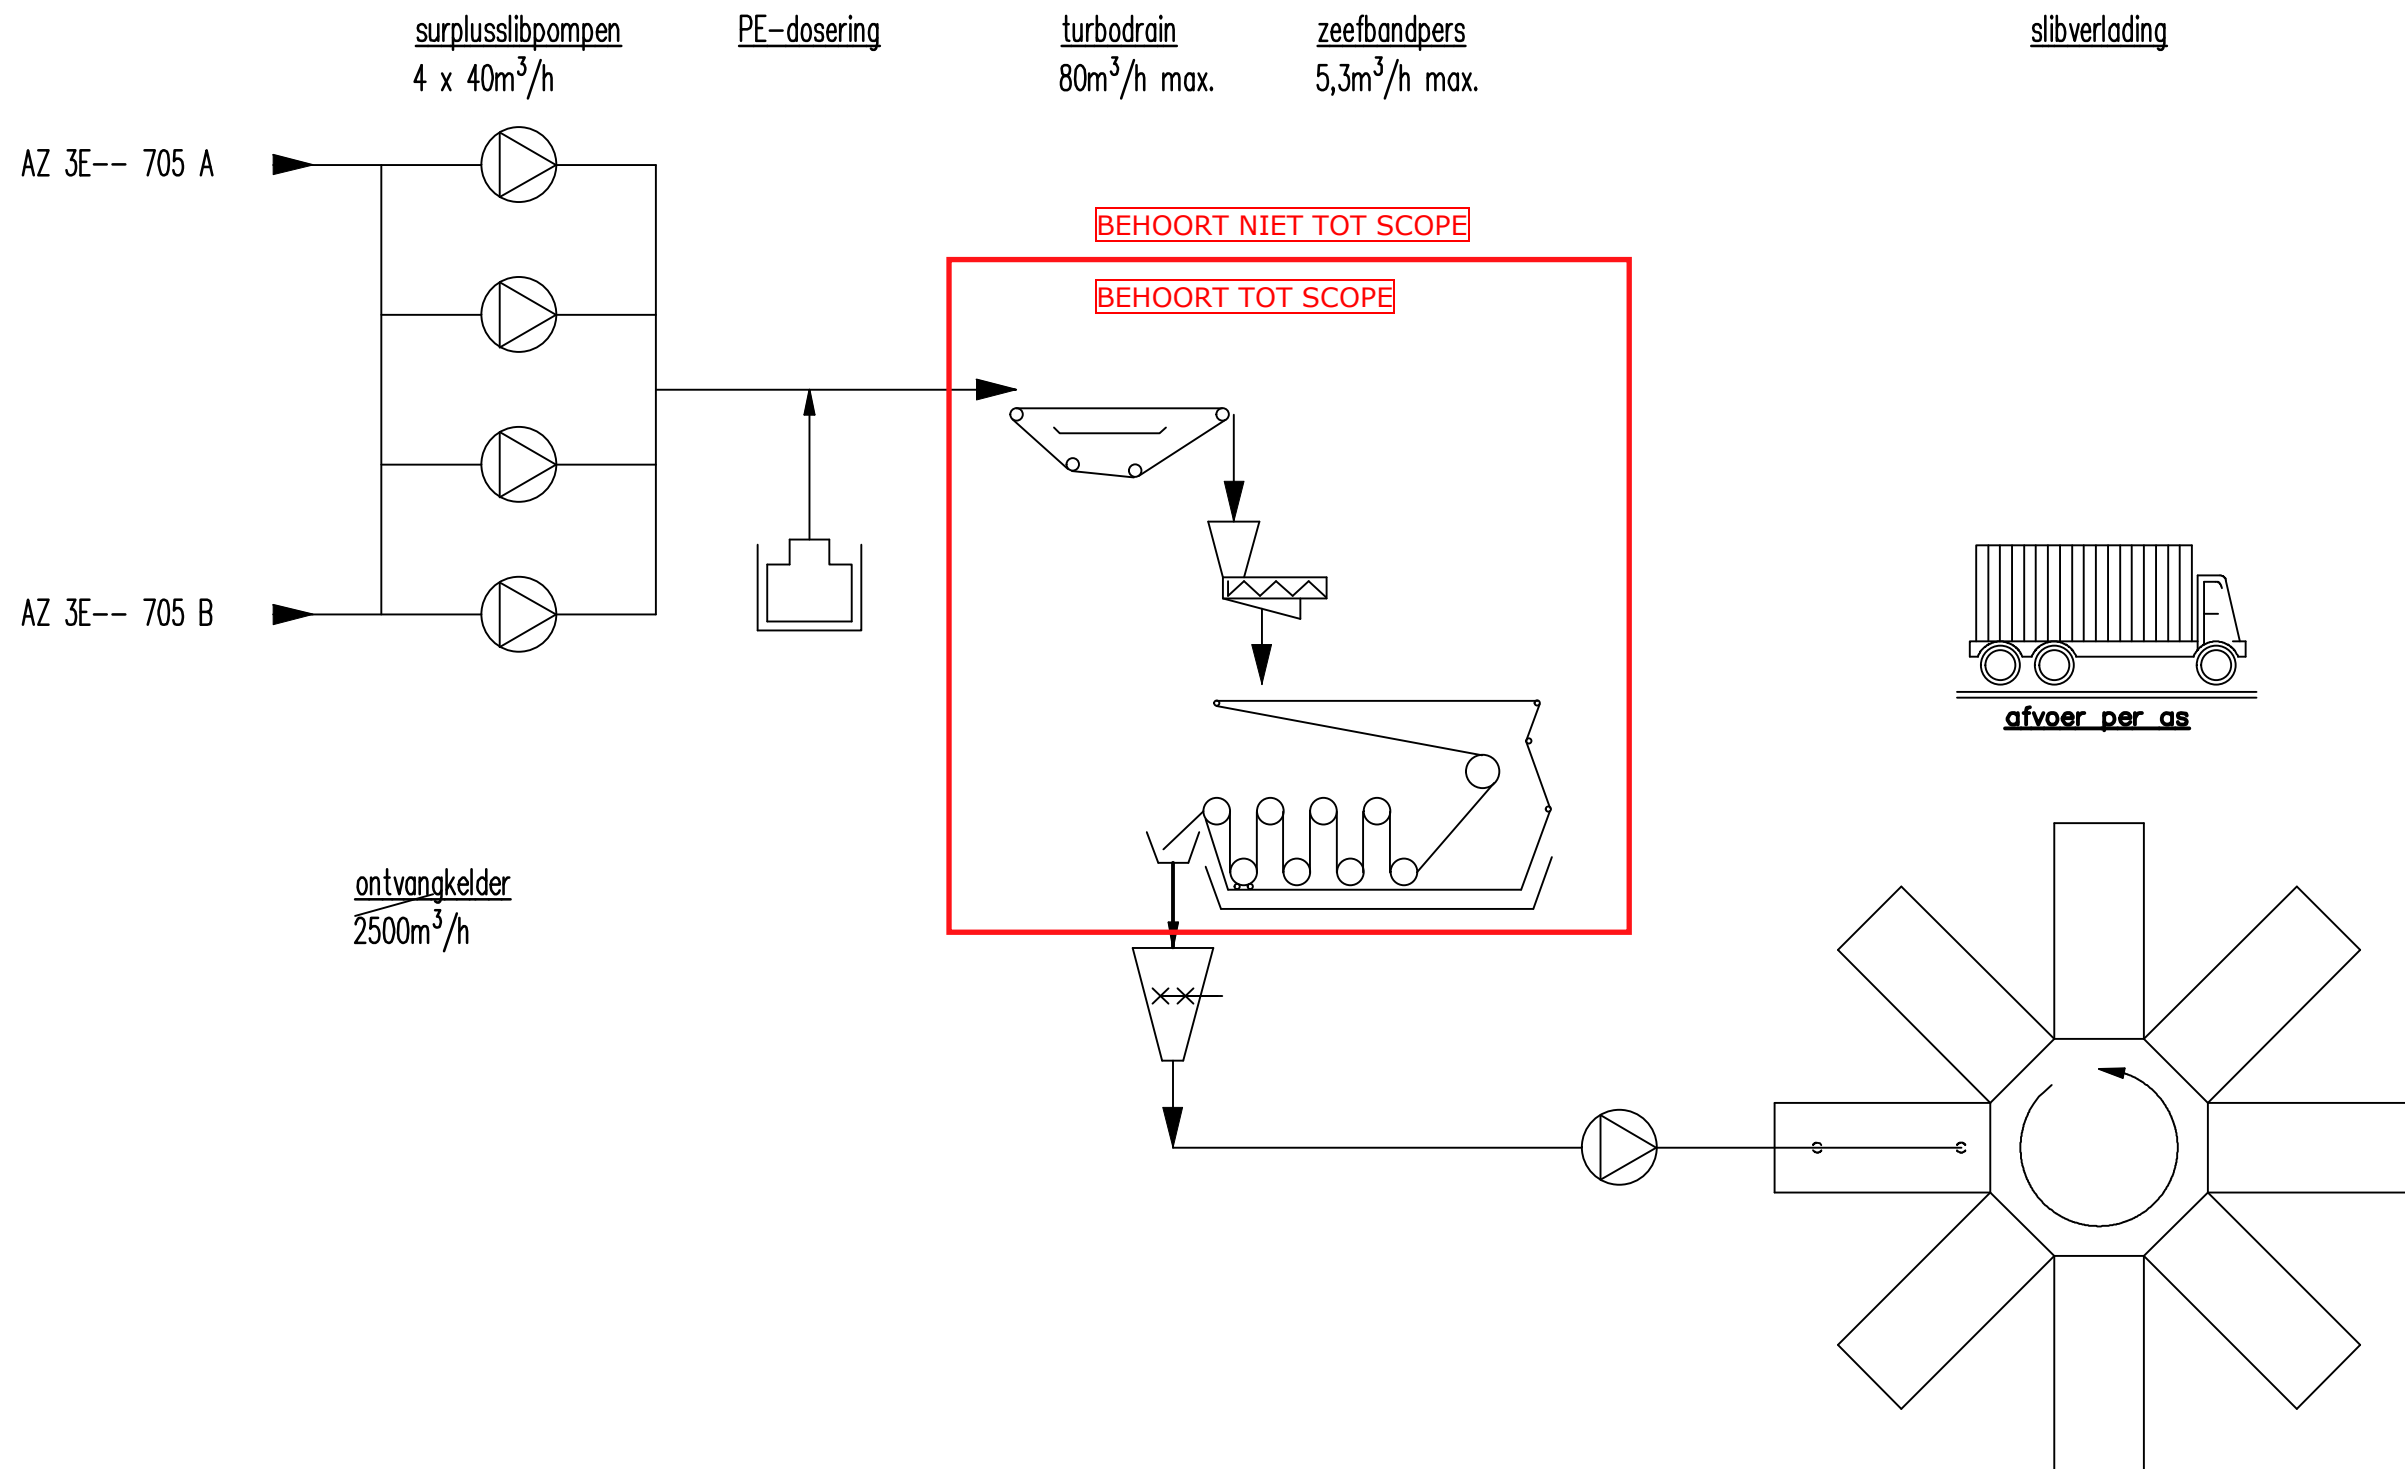 surplusslibpompen
4 x 40m³/h
PE-dosering
turbodrain
80m³/h max.
zeefbandpers
5,3m³/h max.
slibverlading
AZ 3E-- 705 A
BEHOORT NIET TOT SCOPE
BEHOORT TOT SCOPE
AZ 3E-- 705 B
afvoer per as
ontvangkelder
2500m³/h